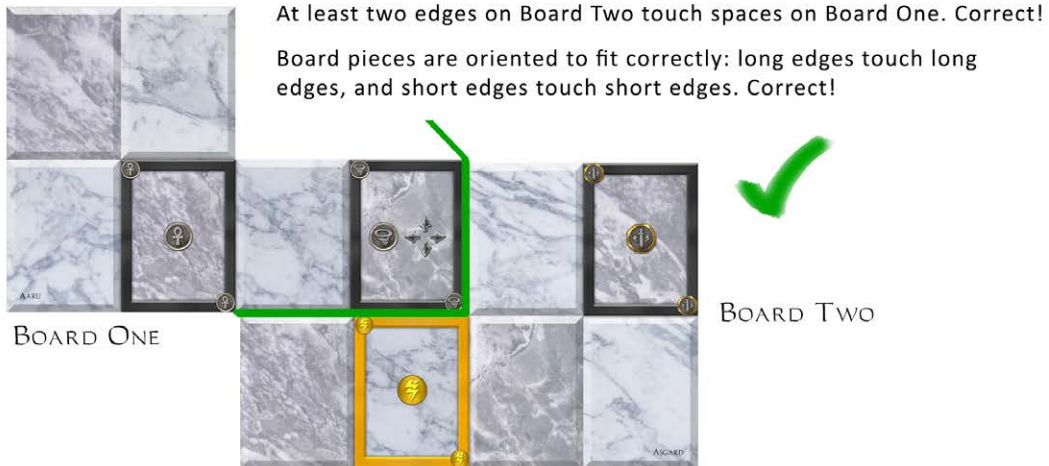 At least two edges on Board Two touch spaces on Board One. Correct!
Board pieces are oriented to fit correctly: long edges touch long
edges, and short edges touch short edges. Correct!
AARU
BOARD ONE
BOARD TWO
ASGARD